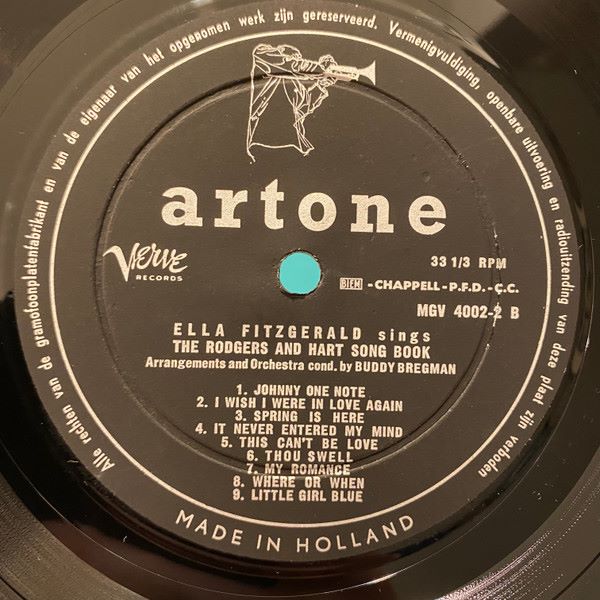 Alle rechten van de gramofoonplatenfabrikant en van de eigenaar van het opgenomen werk zijn gereserveerd. Vermenigvuldiging, openbare uitvoering en radiouitzending van deze plaat zijn verboden
artone
Verve
RECORDS
33 1/3 RPM
BIEM -CHAPPELL-P.F.D.-C.C.
MGV 4002-2 B
ELLA FITZGERALD sings
THE RODGERS AND HART SONG BOOK
Arrangements and Orchestra cond. by BUDDY BREGMAN
1. JOHNNY ONE NOTE
2. I WISH I WERE IN LOVE AGAIN
3. SPRING IS HERE
4. IT NEVER ENTERED MY MIND
5. THIS CAN'T BE LOVE
6. THOU SWELL
7. MY ROMANCE
8. WHERE OR WHEN
9. LITTLE GIRL BLUE
MADE IN HOLLAND